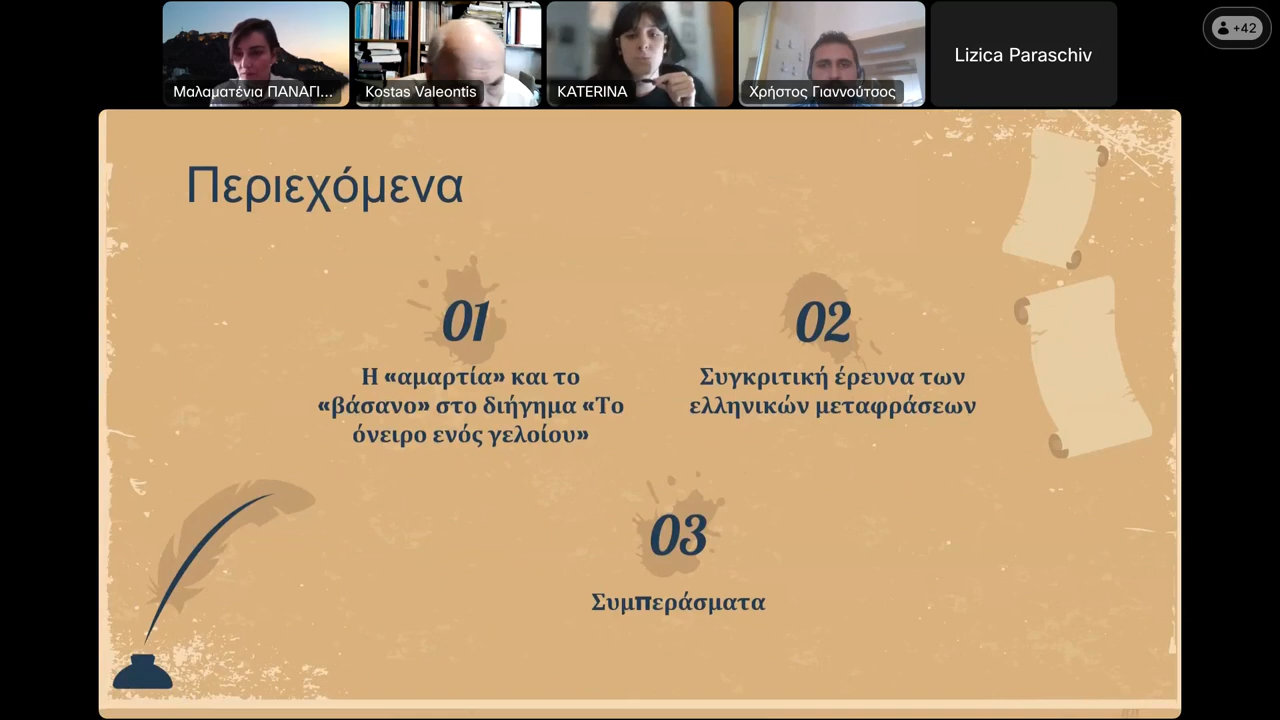 Μαλαματένια ΠΑΝΑΓΙ...
Kostas Valeontis
KATERINA
Χρήστος Γιαννούτσος
Lizica Paraschiv
+42
Περιεχόμενα
01
Η «αμαρτία» και το
«βάσανο» στο διήγημα «Το
όνειρο ενός γελοίου»
02
Συγκριτική έρευνα των
ελληνικών μεταφράσεων
03
Συμπεράσματα